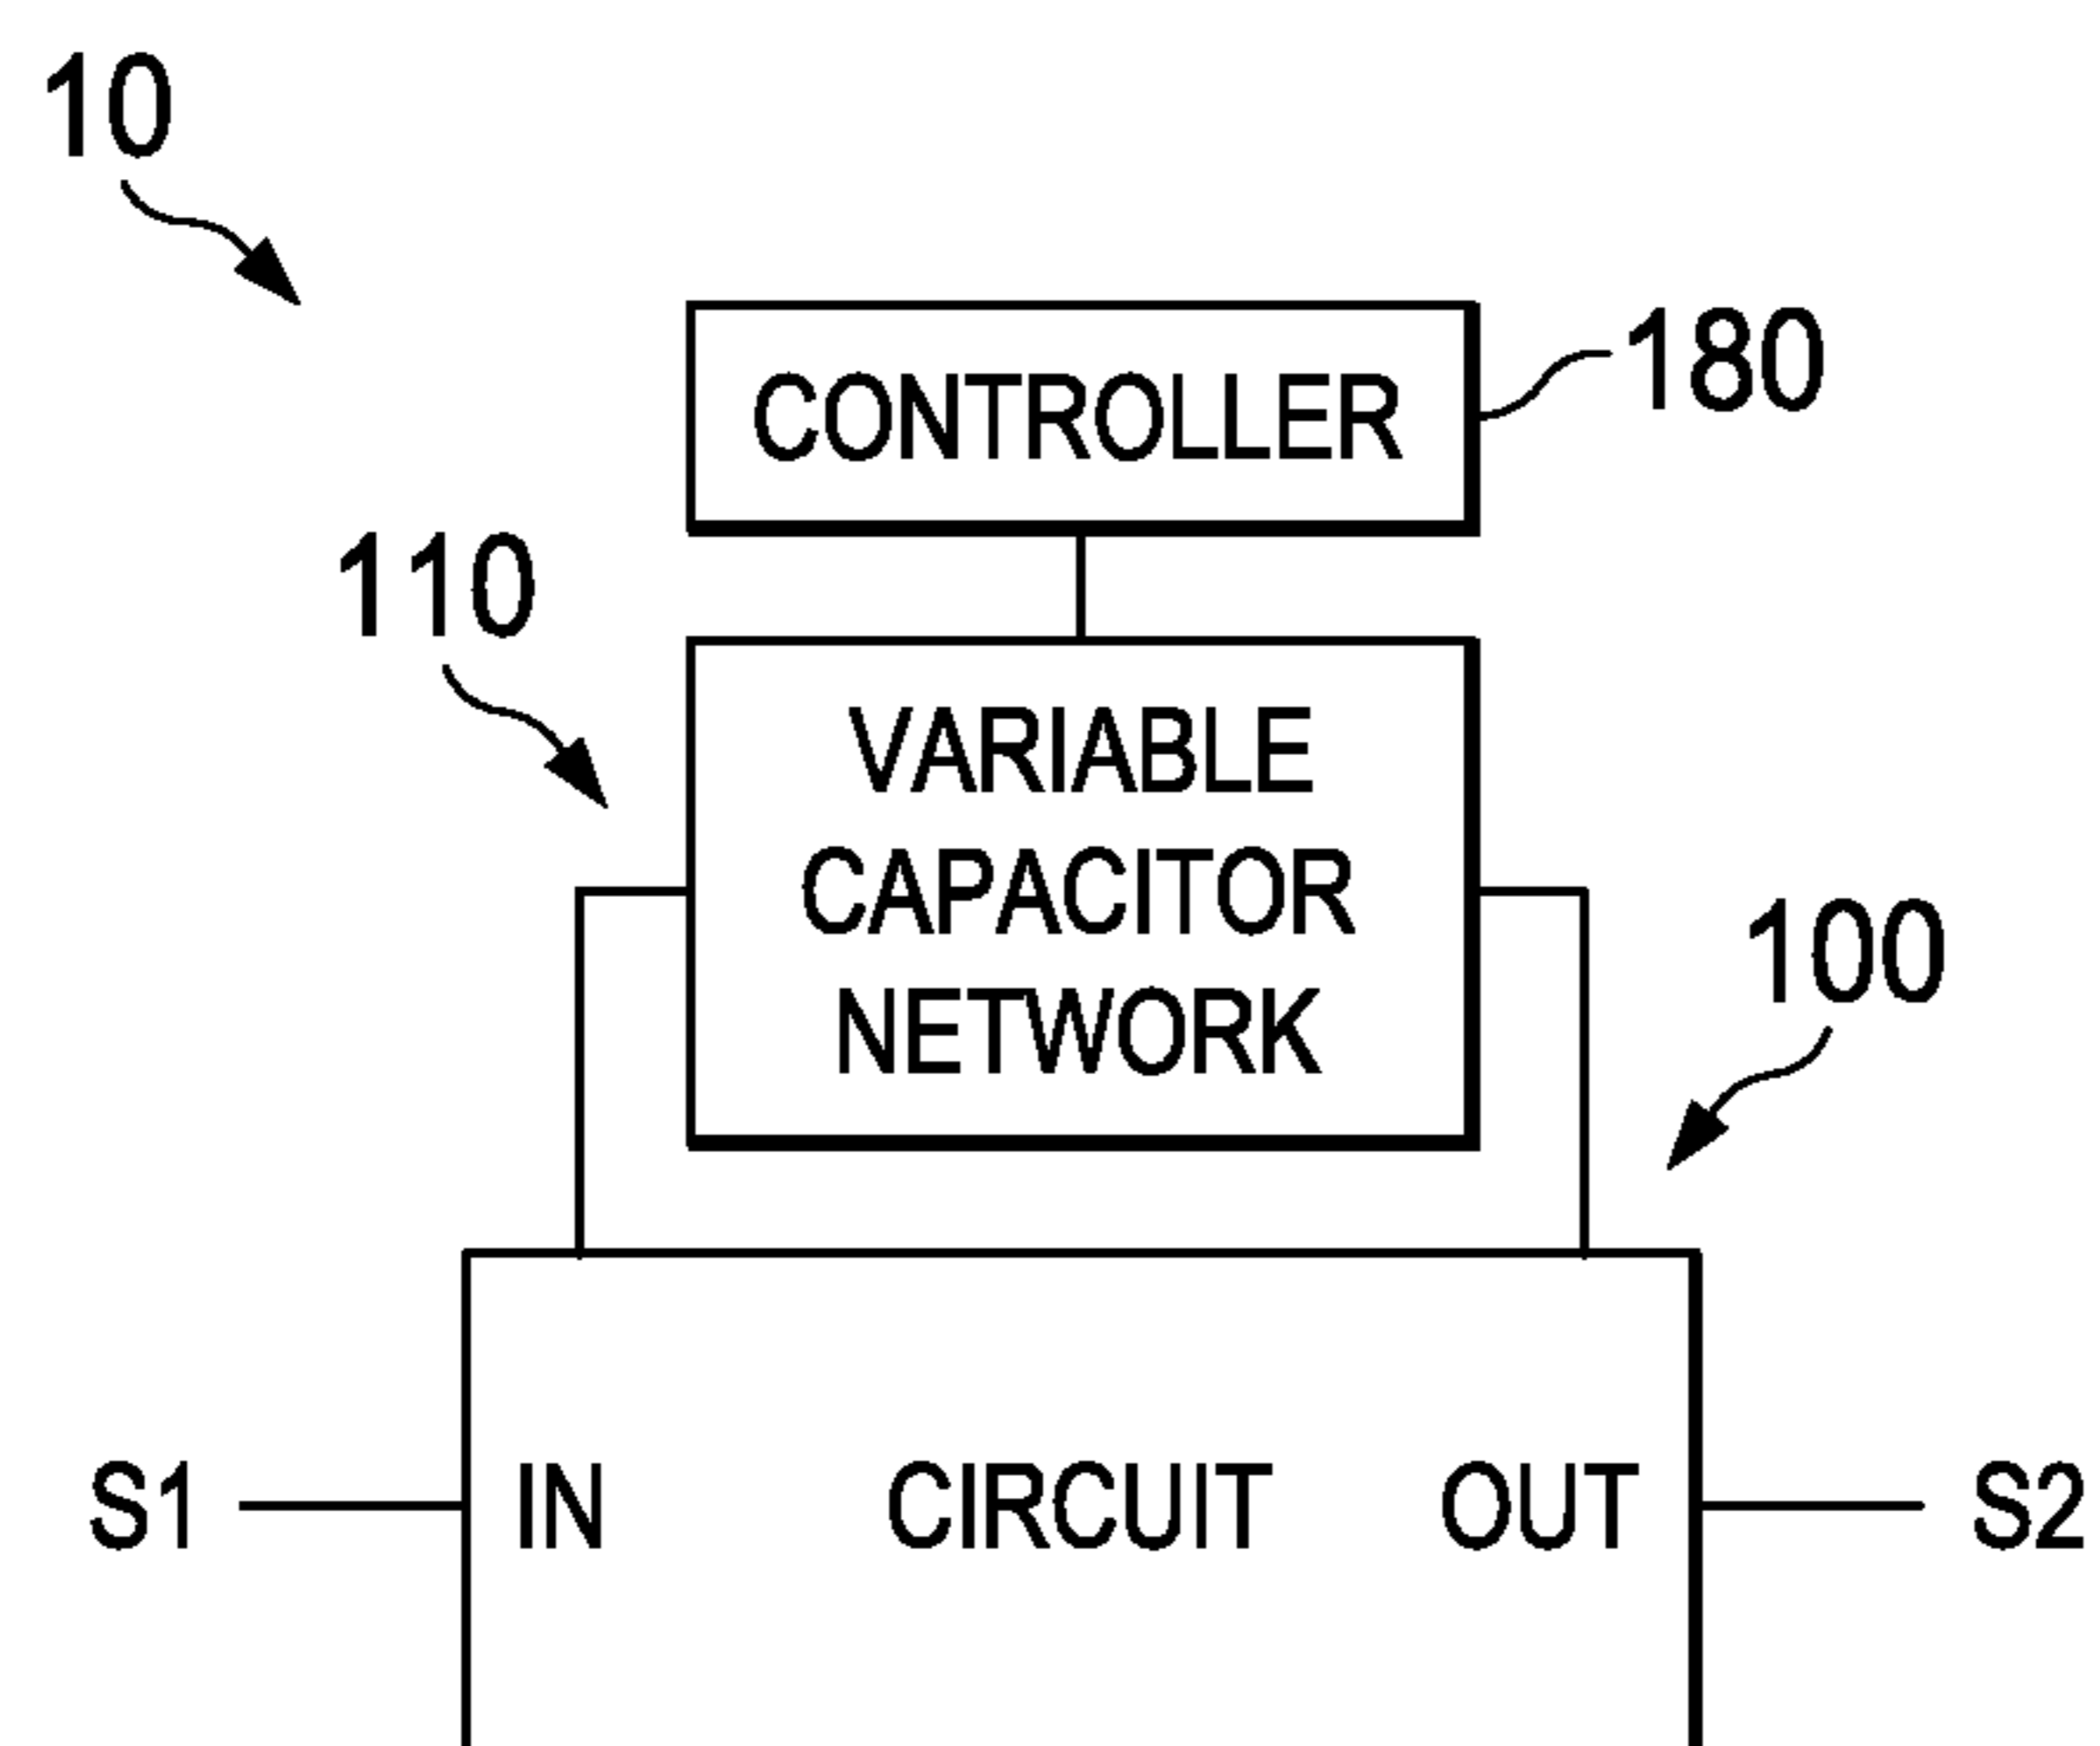 10
CONTROLLER
180
110
VARIABLE
CAPACITOR
NETWORK
100
S1
IN
CIRCUIT
OUT
S2